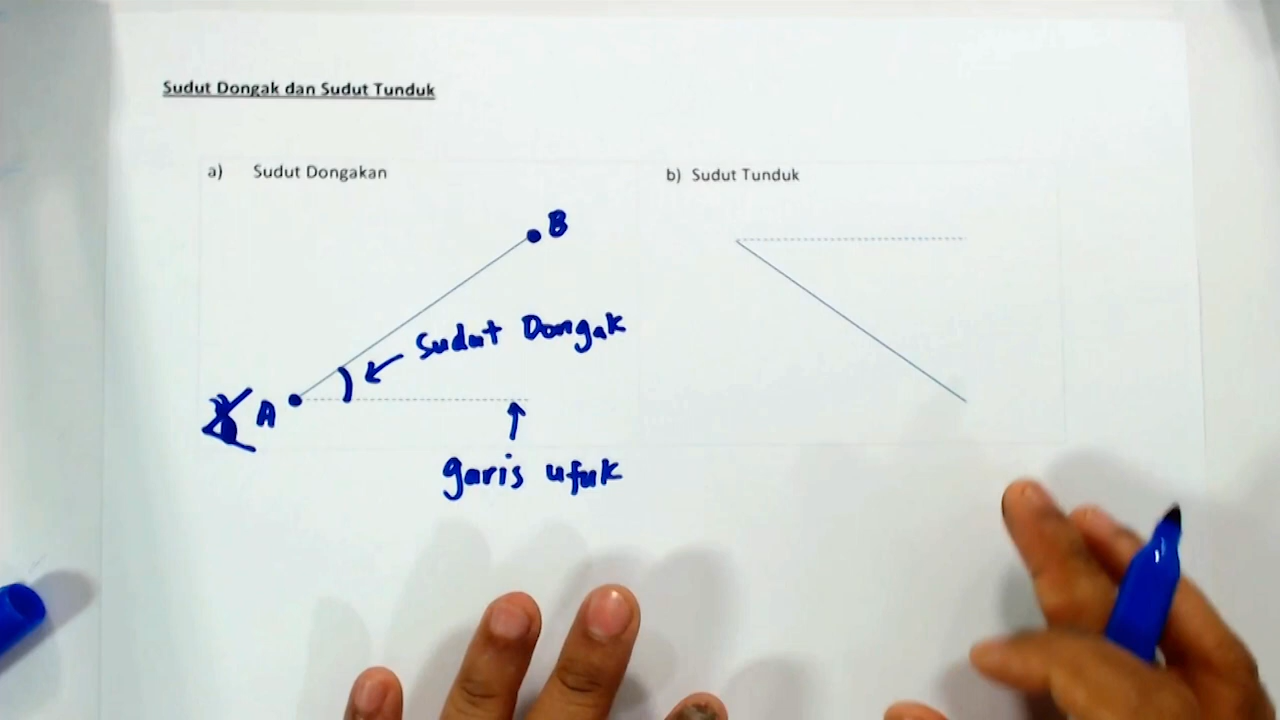 Sudut Dongak dan Sudut Tunduk
a) Sudut Dongakan
b) Sudut Tunduk
B
Sudut Dongak
A
garis ufuk